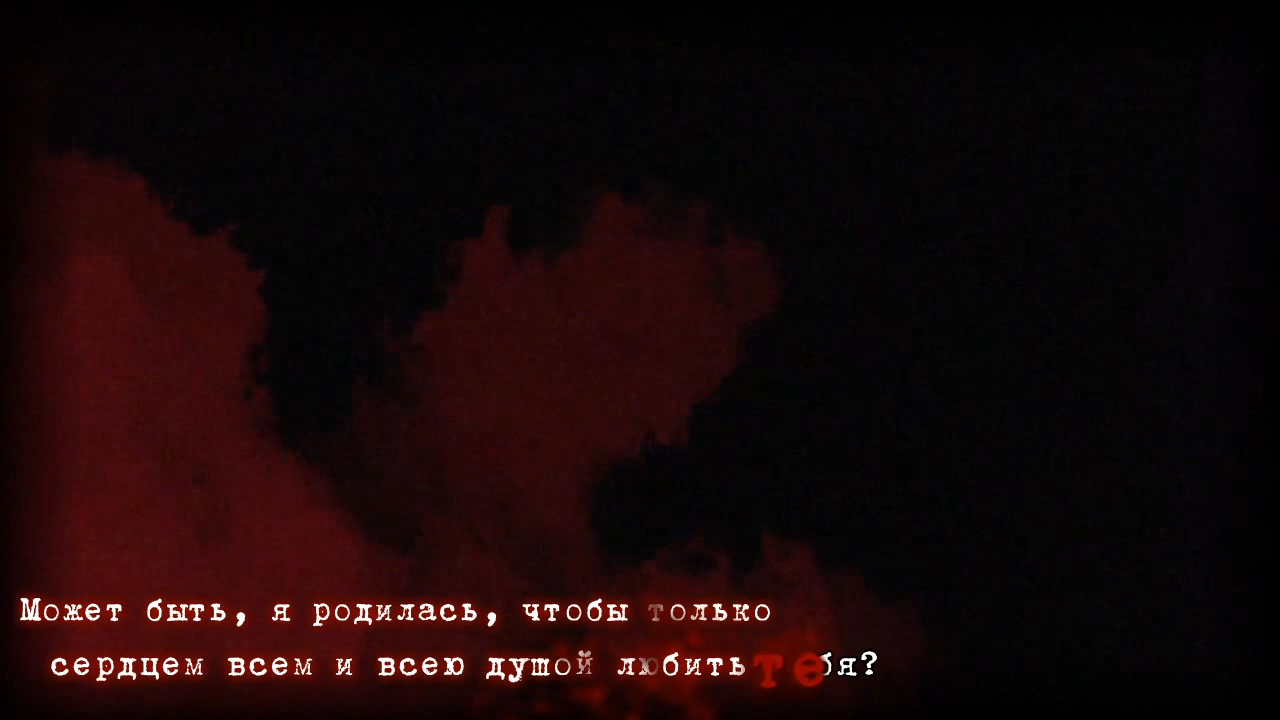 Может быть, я родилась, чтобы только
сердцем всем и всею душой любить тебя?